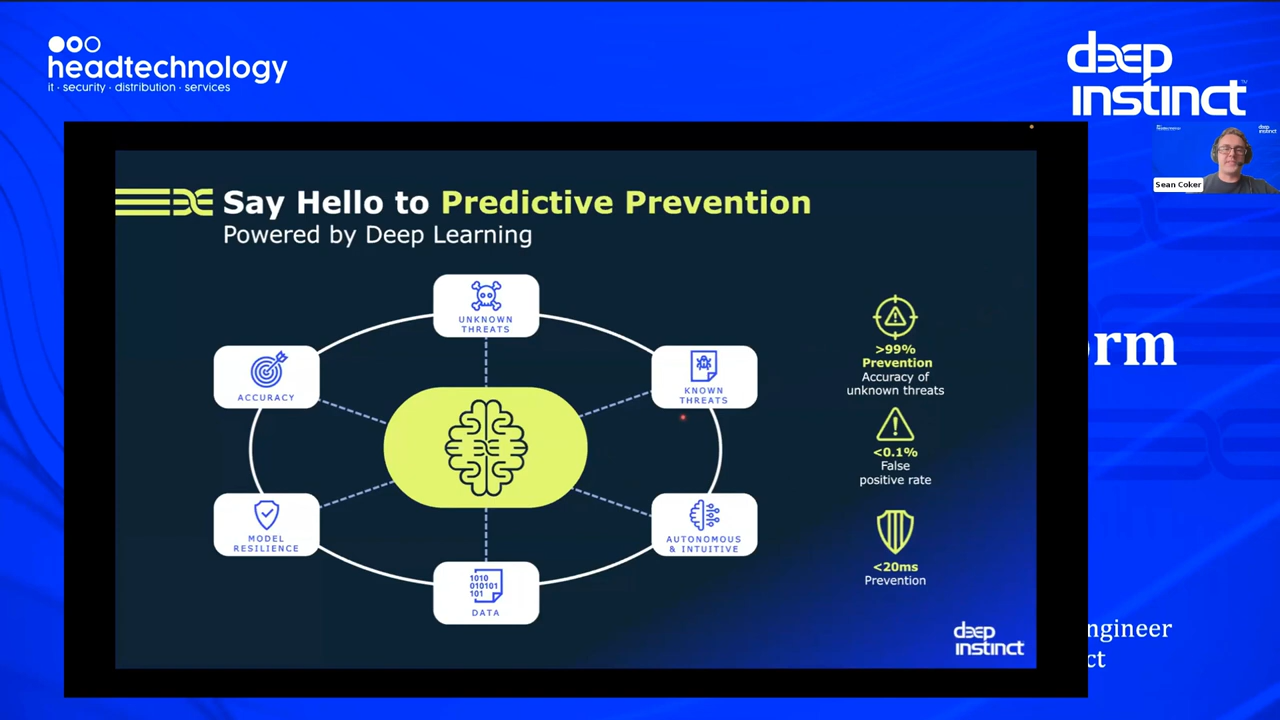 headtechnology
it · security · distribution · services
deep
instinct
Sean Coker
Say Hello to Predictive Prevention
Powered by Deep Learning
UNKNOWN
THREATS
ACCURACY
KNOWN
THREATS
MODEL
RESILIENCE
AUTONOMOUS
& INTUITIVE
1010
010101
101
DATA
>99%
Prevention
Accuracy of
unknown threats
<0.1%
False
positive rate
<20ms
Prevention
deep
instinct
orm
ngineer
ct